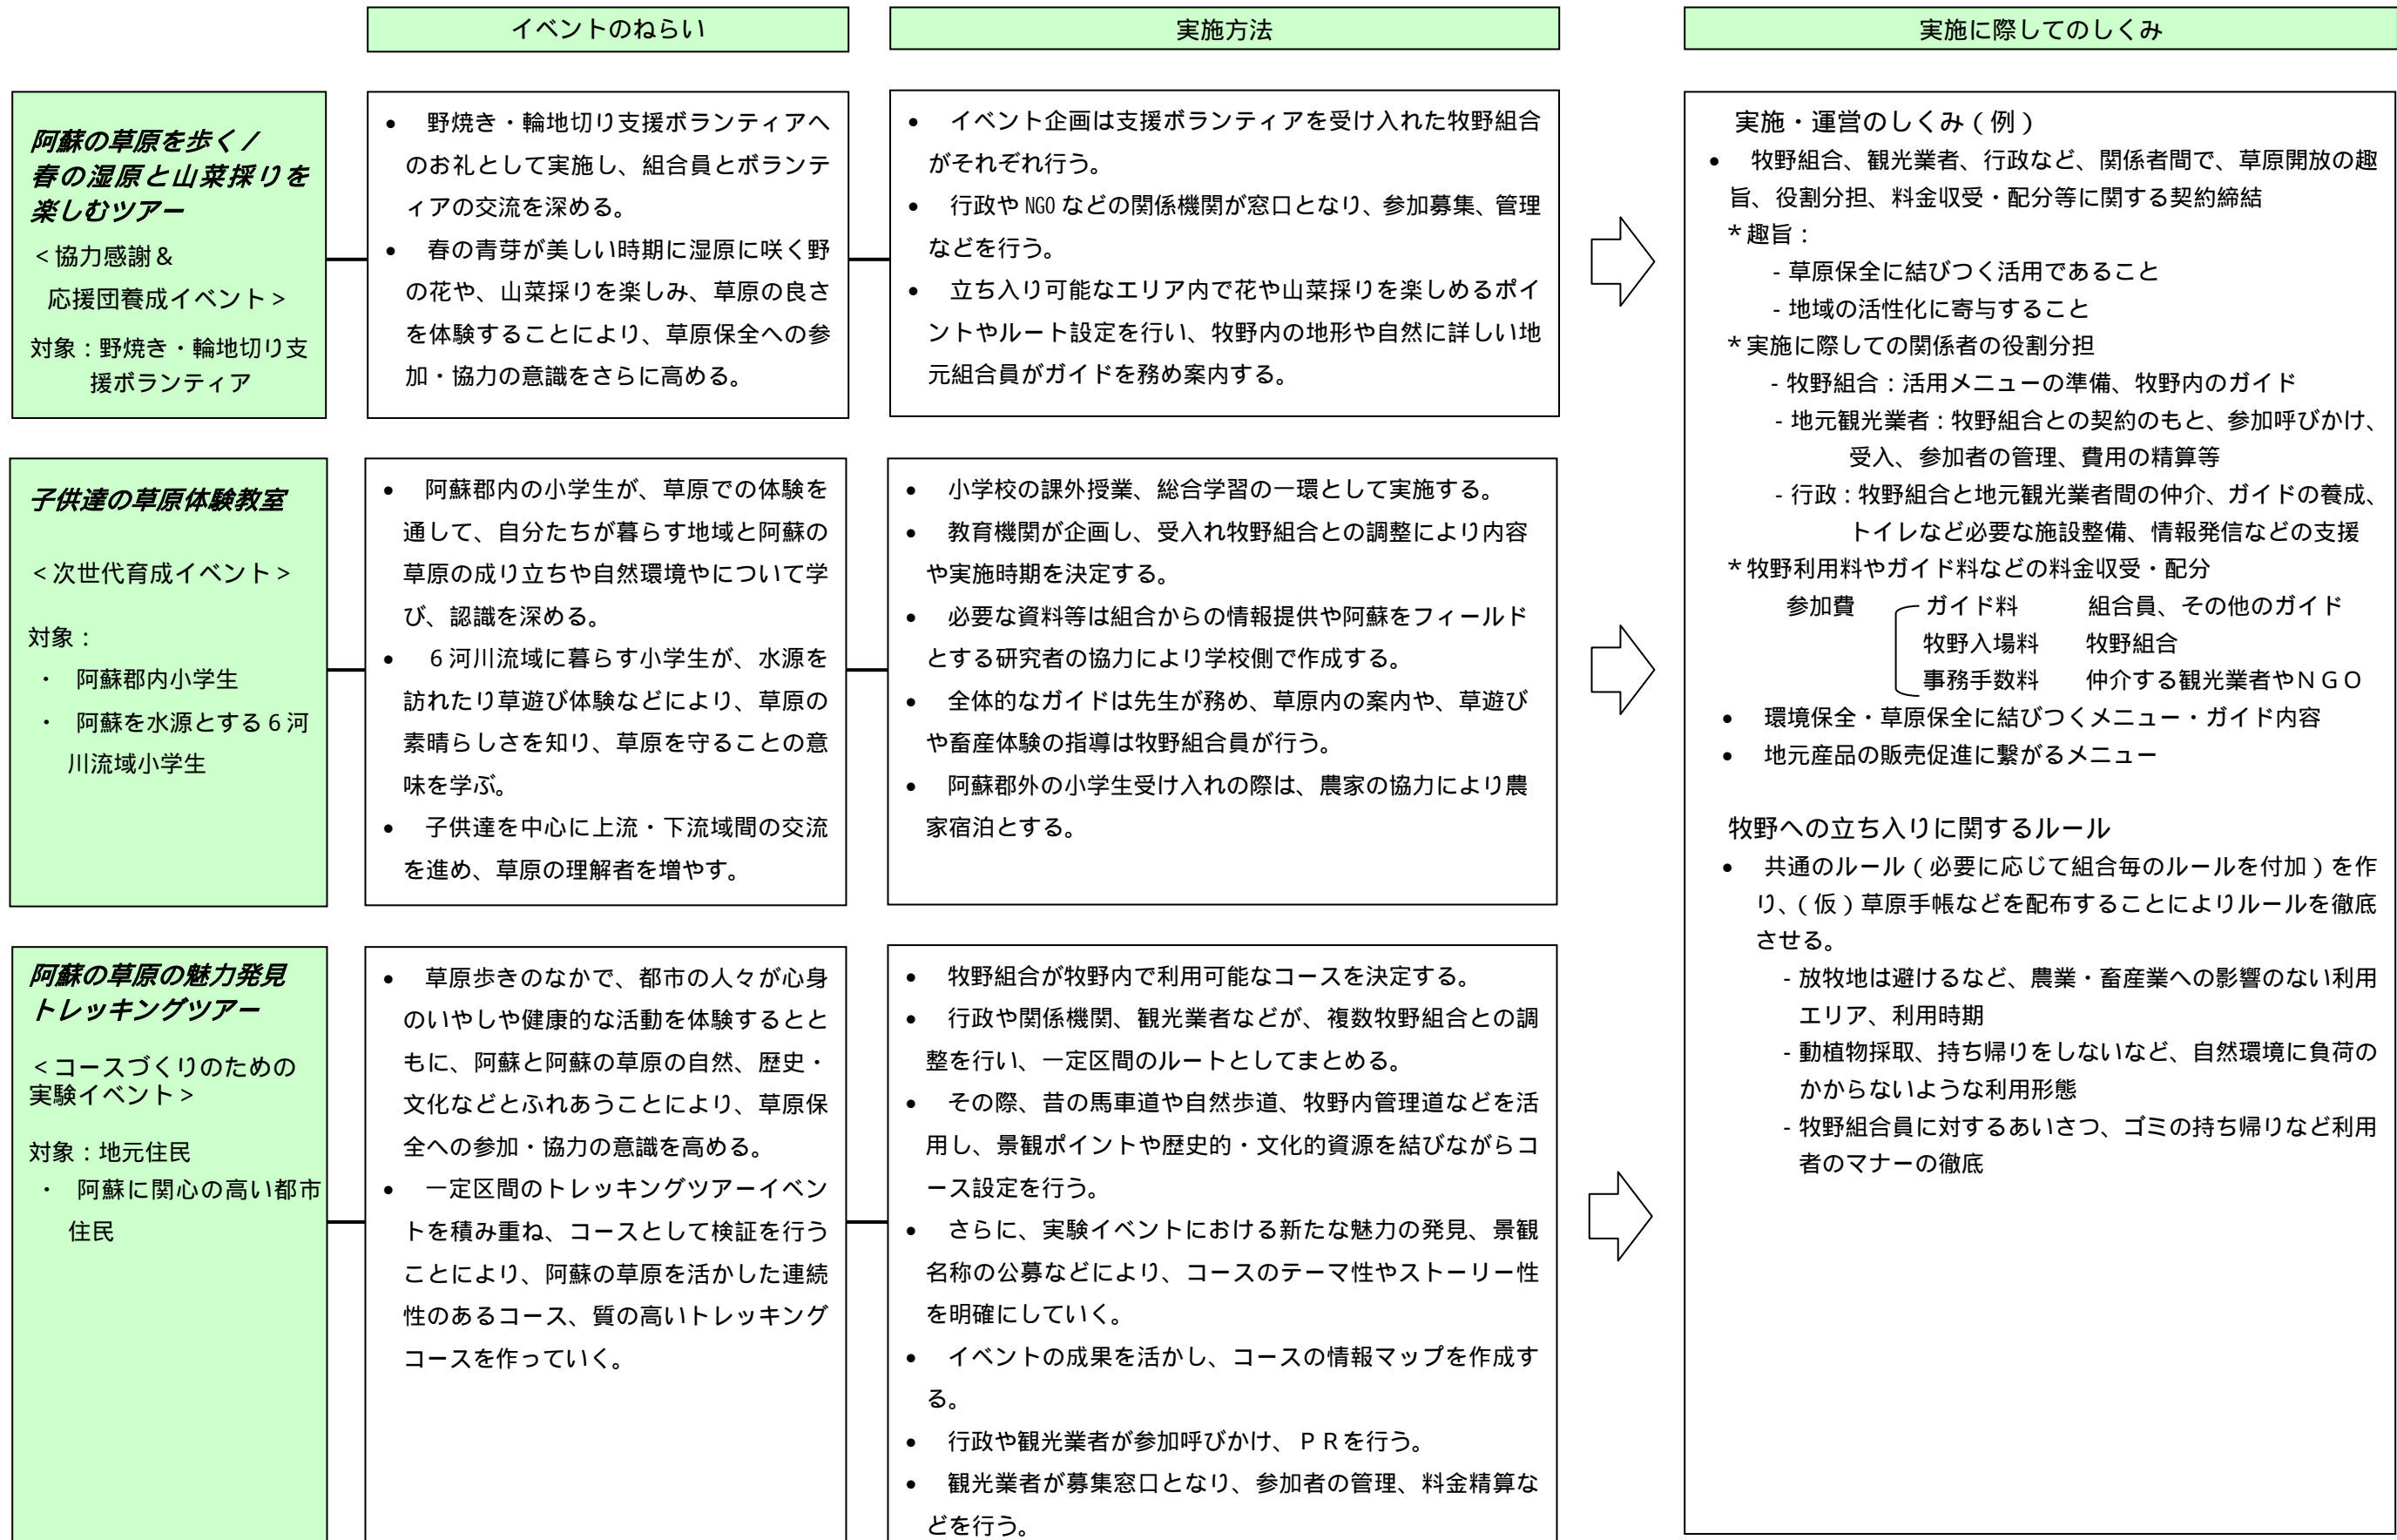 イベントのねらい
実施方法
実施に際してのしくみ
阿蘇の草原を歩く/
春の湿原と山菜採りを
楽しむツアー
<協力感謝&
応援団養成イベント>
対象:野焼き・輪地切り支
援ボランティア
• 野焼き・輪地切り支援ボランティアへ
のお礼として実施し、組合員とボランテ
ィアの交流を深める。
• 春の青芽が美しい時期に湿原に咲く野
の花や、山菜採りを楽しみ、草原の良さ
を体験することにより、草原保全への参
加・協力の意識をさらに高める。
• イベント企画は支援ボランティアを受け入れた牧野組合
がそれぞれ行う。
• 行政や NGO などの関係機関が窓口となり、参加募集、管理
などを行う。
• 立ち入り可能なエリア内で花や山菜採りを楽しめるポイ
ントやルート設定を行い、牧野内の地形や自然に詳しい地
元組合員がガイドを務め案内する。
子供達の草原体験教室
<次世代育成イベント>
対象:
・ 阿蘇郡内小学生
・ 阿蘇を水源とする6河
川流域小学生
• 阿蘇郡内の小学生が、草原での体験を
通して、自分たちが暮らす地域と阿蘇の
草原の成り立ちや自然環境やについて学
び、認識を深める。
• 6河川流域に暮らす小学生が、水源を
訪れたり草遊び体験などにより、草原の
素晴らしさを知り、草原を守ることの意
味を学ぶ。
• 子供達を中心に上流・下流域間の交流
を進め、草原の理解者を増やす。
• 小学校の課外授業、総合学習の一環として実施する。
• 教育機関が企画し、受入れ牧野組合との調整により内容
や実施時期を決定する。
• 必要な資料等は組合からの情報提供や阿蘇をフィールド
とする研究者の協力により学校側で作成する。
• 全体的なガイドは先生が務め、草原内の案内や、草遊び
や畜産体験の指導は牧野組合員が行う。
• 阿蘇郡外の小学生受け入れの際は、農家の協力により農
家宿泊とする。
阿蘇の草原の魅力発見
トレッキングツアー
<コースづくりのための
実験イベント>
対象:地元住民
・ 阿蘇に関心の高い都市
住民
• 草原歩きのなかで、都市の人々が心身
のいやしや健康的な活動を体験するとと
もに、阿蘇と阿蘇の草原の自然、歴史・
文化などとふれあうことにより、草原保
全への参加・協力の意識を高める。
• 一定区間のトレッキングツアーイベン
トを積み重ね、コースとして検証を行う
ことにより、阿蘇の草原を活かした連続
性のあるコース、質の高いトレッキング
コースを作っていく。
• 牧野組合が牧野内で利用可能なコースを決定する。
• 行政や関係機関、観光業者などが、複数牧野組合との調
整を行い、一定区間のルートとしてまとめる。
• その際、昔の馬車道や自然歩道、牧野内管理道などを活
用し、景観ポイントや歴史的・文化的資源を結びながらコ
ース設定を行う。
• さらに、実験イベントにおける新たな魅力の発見、景観
名称の公募などにより、コースのテーマ性やストーリー性
を明確にしていく。
• イベントの成果を活かし、コースの情報マップを作成す
る。
• 行政や観光業者が参加呼びかけ、PRを行う。
• 観光業者が募集窓口となり、参加者の管理、料金精算な
どを行う。
実施・運営のしくみ(例)
• 牧野組合、観光業者、行政など、関係者間で、草原開放の趣
旨、役割分担、料金収受・配分等に関する契約締結
*趣旨:
- 草原保全に結びつく活用であること
- 地域の活性化に寄与すること
*実施に際しての関係者の役割分担
- 牧野組合:活用メニューの準備、牧野内のガイド
- 地元観光業者:牧野組合との契約のもと、参加呼びかけ、
受入、参加者の管理、費用の精算等
- 行政:牧野組合と地元観光業者間の仲介、ガイドの養成、
トイレなど必要な施設整備、情報発信などの支援
*牧野利用料やガイド料などの料金収受・配分
参加費 ガイド料 組合員、その他のガイド
牧野入場料 牧野組合
事務手数料 仲介する観光業者やNGO
• 環境保全・草原保全に結びつくメニュー・ガイド内容
• 地元産品の販売促進に繋がるメニュー
牧野への立ち入りに関するルール
• 共通のルール(必要に応じて組合毎のルールを付加)を作
り、(仮)草原手帳などを配布することによりルールを徹底
させる。
- 放牧地は避けるなど、農業・畜産業への影響のない利用
エリア、利用時期
- 動植物採取、持ち帰りをしないなど、自然環境に負荷の
かからないような利用形態
- 牧野組合員に対するあいさつ、ゴミの持ち帰りなど利用
者のマナーの徹底